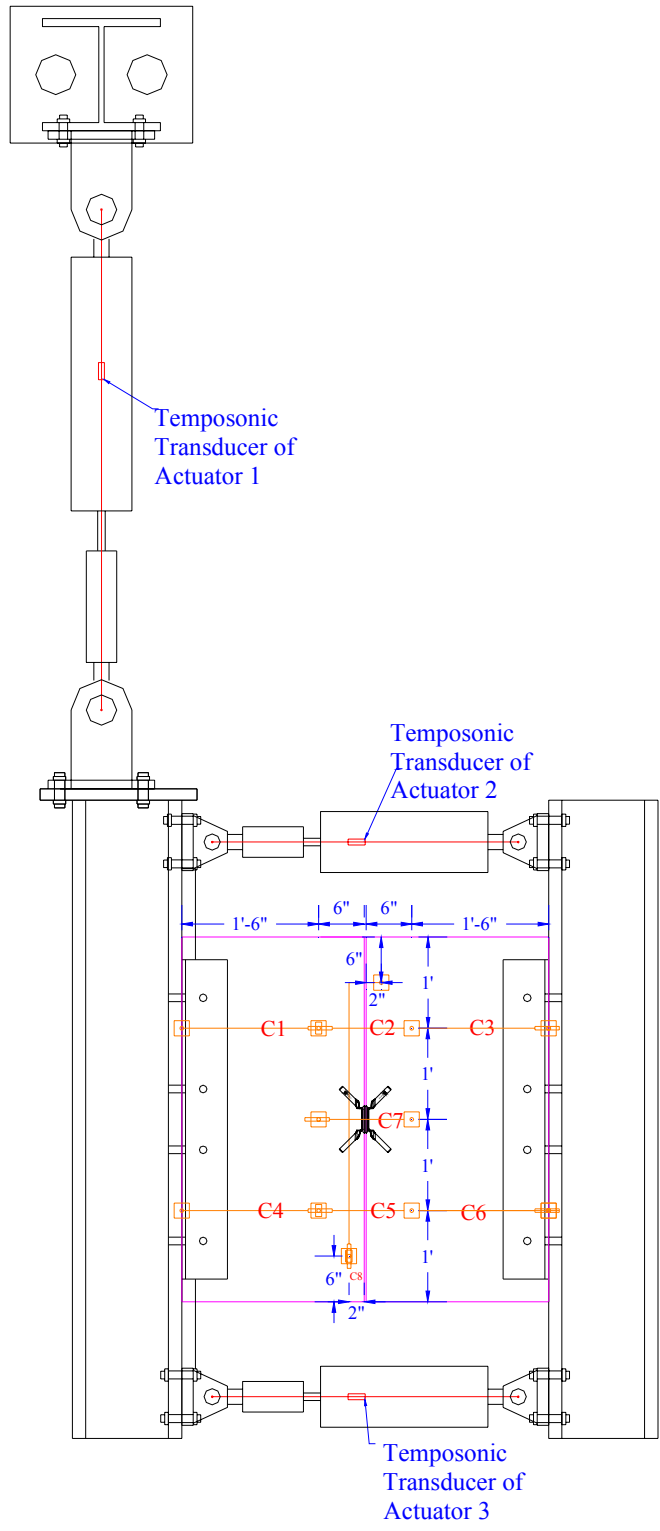 Temposonic
Transducer of
Actuator 1
Temposonic
Transducer of
Actuator 2
1'-6"
6"
6"
1'-6"
6"
2"
1'
C1
C2
C3
1'
C7
1'
C4
C5
C6
1'
6"
C8
2"
Temposonic
Transducer of
Actuator 3